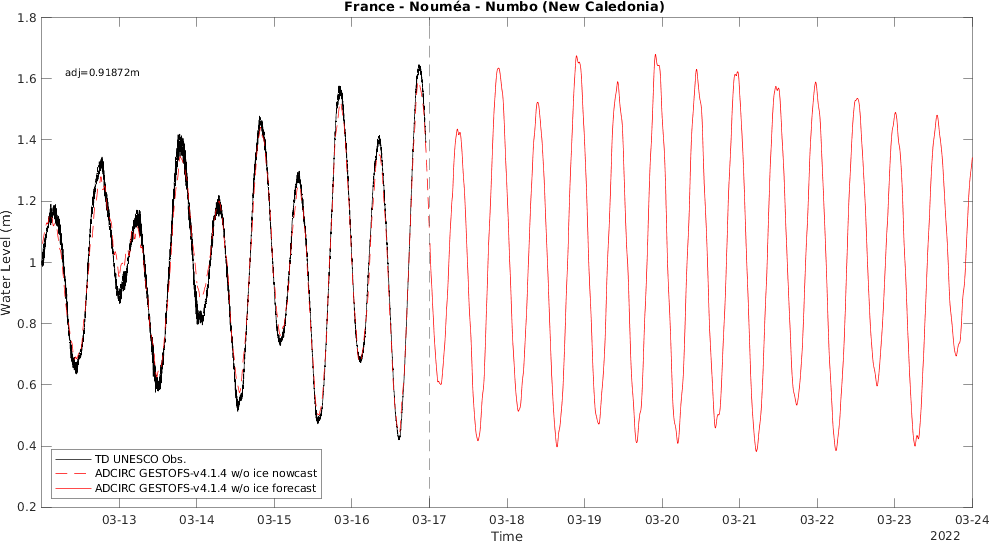 France - Nouméa - Numbo (New Caledonia)
1.8
1.6
1.4
1.2
1
0.8
0.6
0.4
0.2
Water Level (m)
adj=0.91872m
TD UNESCO Obs.
ADCIRC GESTOFS-v4.1.4 w/o ice nowcast
ADCIRC GESTOFS-v4.1.4 w/o ice forecast
03-13 03-14 03-15 03-16 03-17 03-18 03-19 03-20 03-21 03-22 03-23 03-24
Time
2022